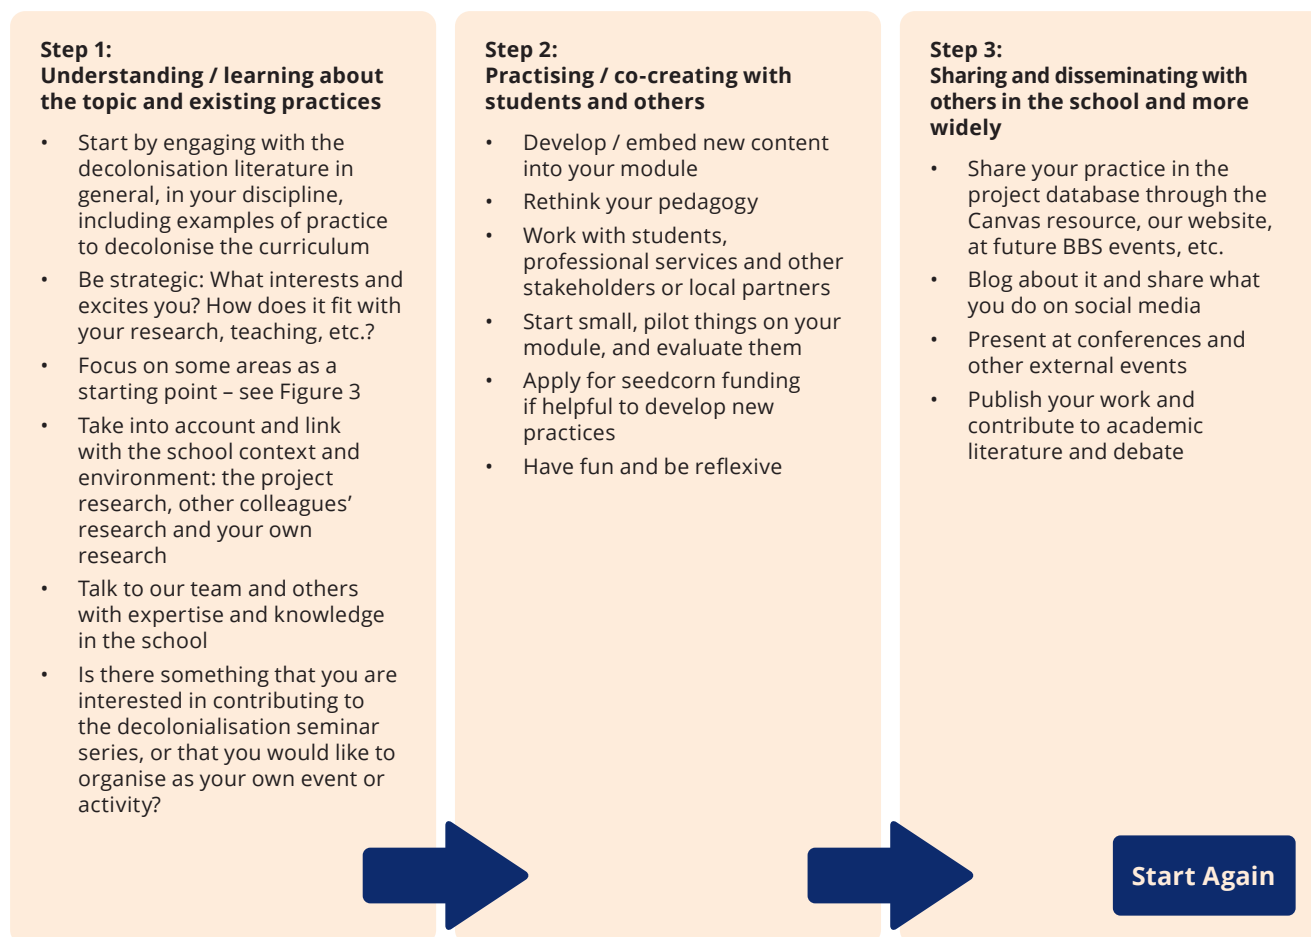 Step 1:
Understanding / learning about
the topic and existing practices
• Start by engaging with the
decolonisation literature in
general, in your discipline,
including examples of practice
to decolonise the curriculum
• Be strategic: What interests and
excites you? How does it fit with
your research, teaching, etc.?
• Focus on some areas as a
starting point – see Figure 3
• Take into account and link
with the school context and
environment: the project
research, other colleagues’
research and your own
research
• Talk to our team and others
with expertise and knowledge
in the school
• Is there something that you are
interested in contributing to
the decolonialisation seminar
series, or that you would like to
organise as your own event or
activity?
Step 2:
Practising / co-creating with
students and others
• Develop / embed new content
into your module
• Rethink your pedagogy
• Work with students,
professional services and other
stakeholders or local partners
• Start small, pilot things on your
module, and evaluate them
• Apply for seedcorn funding
if helpful to develop new
practices
• Have fun and be reflexive
Step 3:
Sharing and disseminating with
others in the school and more
widely
• Share your practice in the
project database through the
Canvas resource, our website,
at future BBS events, etc.
• Blog about it and share what
you do on social media
• Present at conferences and
other external events
• Publish your work and
contribute to academic
literature and debate
Start Again